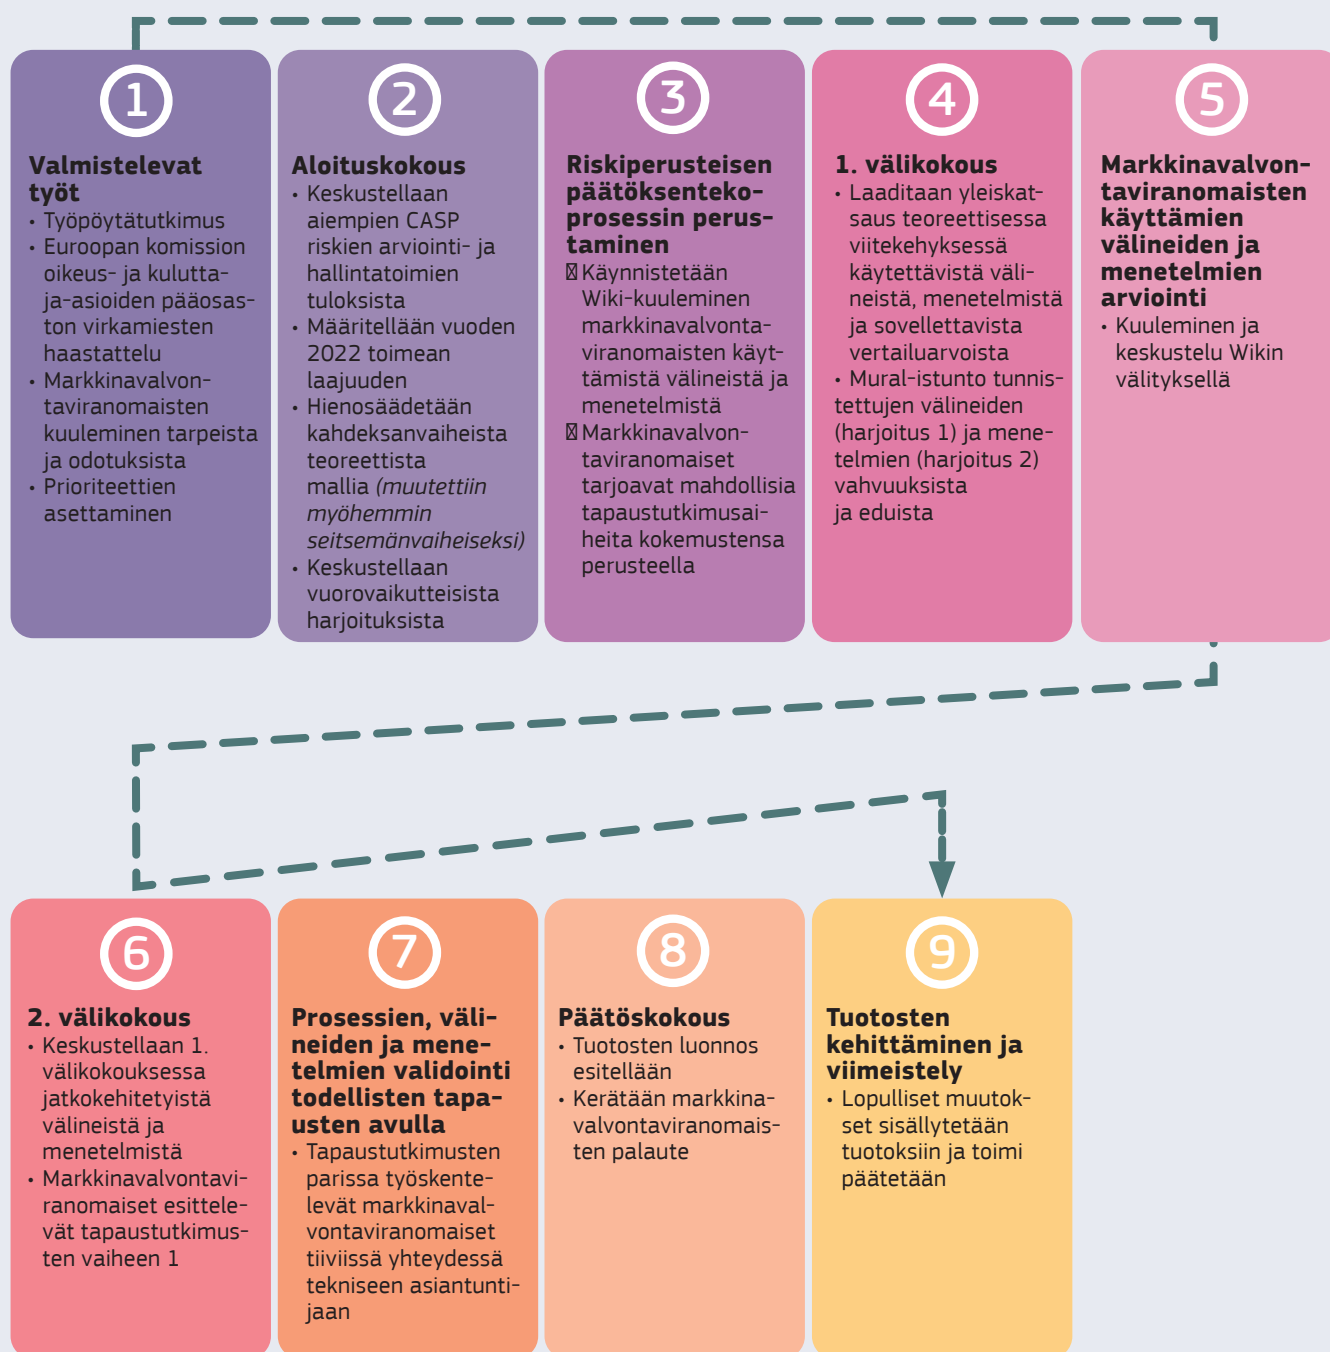 1
Valmistelevat
työt
• Työpöytätutkimus
• Euroopan komission
oikeus- ja kulutta-
ja-asioiden pääosas-
ton virkamiesten
haastattelu
• Markkinavalvon-
taviranomaisten
kuuleminen tarpeista
ja odotuksista
• Prioriteettien
asettaminen
2
Aloituskokous
• Keskustellaan
aiempien CASP
riskien arviointi- ja
hallintatoimien
tuloksista
• Määritellään vuoden
2022 toimean
laajuuden
• Hienosäädetään
kahdeksanvaiheista
teoreettista
mallia (muutettiin
myöhemmin
seitsemänvaiheiseksi)
• Keskustellaan
vuorovaikutteisista
harjoituksista
3
Riskiperusteisen
päätöksenteko-
prosessin perus-
taminen
Käynnistetään
Wiki-kuuleminen
markkinavalvonta-
viranomaisten käyt-
tämistä välineistä ja
menetelmistä
Markkinavalvon-
taviranomaiset
tarjoavat mahdollisia
tapaustutkimusai-
heita kokemustensa
perusteella
4
1. välikokous
• Laaditaan yleiskat-
saus teoreettisessa
viitekehyksessä
käytettävistä väli-
neistä, menetelmistä
ja sovellettavista
vertailuarvoista
• Mural-istunto tunnis-
tettujen välineiden
(harjoitus 1) ja mene-
telmien (harjoitus 2)
vahvuuksista
ja eduista
5
Markkinavalvon-
taviranomaisten
käyttämien
välineiden ja
menetelmien
arviointi
• Kuuleminen ja
keskustelu Wikin
välityksellä
6
2. välikokous
• Keskustellaan 1.
välikokouksessa
jatkokehitetyistä
välineistä ja
menetelmistä
• Markkinavalvontavi-
ranomaiset esittele-
vät tapaustutkimus-
ten vaiheen 1
7
Prosessien, väli-
neiden ja mene-
telmien validointi
todellisten tapa-
usten avulla
• Tapaustutkimusten
parissa työskente-
levät markkinaval-
vontaviranomaiset
tiiviissä yhteydessä
tekniseen asiantunti-
jaan
8
Päätöskokous
• Tuotosten luonnos
esitellään
• Kerätään markkina-
valvontaviranomais-
ten palaute
9
Tuotosten
kehittäminen ja
viimeistely
• Lopulliset muutok-
set sisällytetään
tuotoksiin ja toimi
päätetään